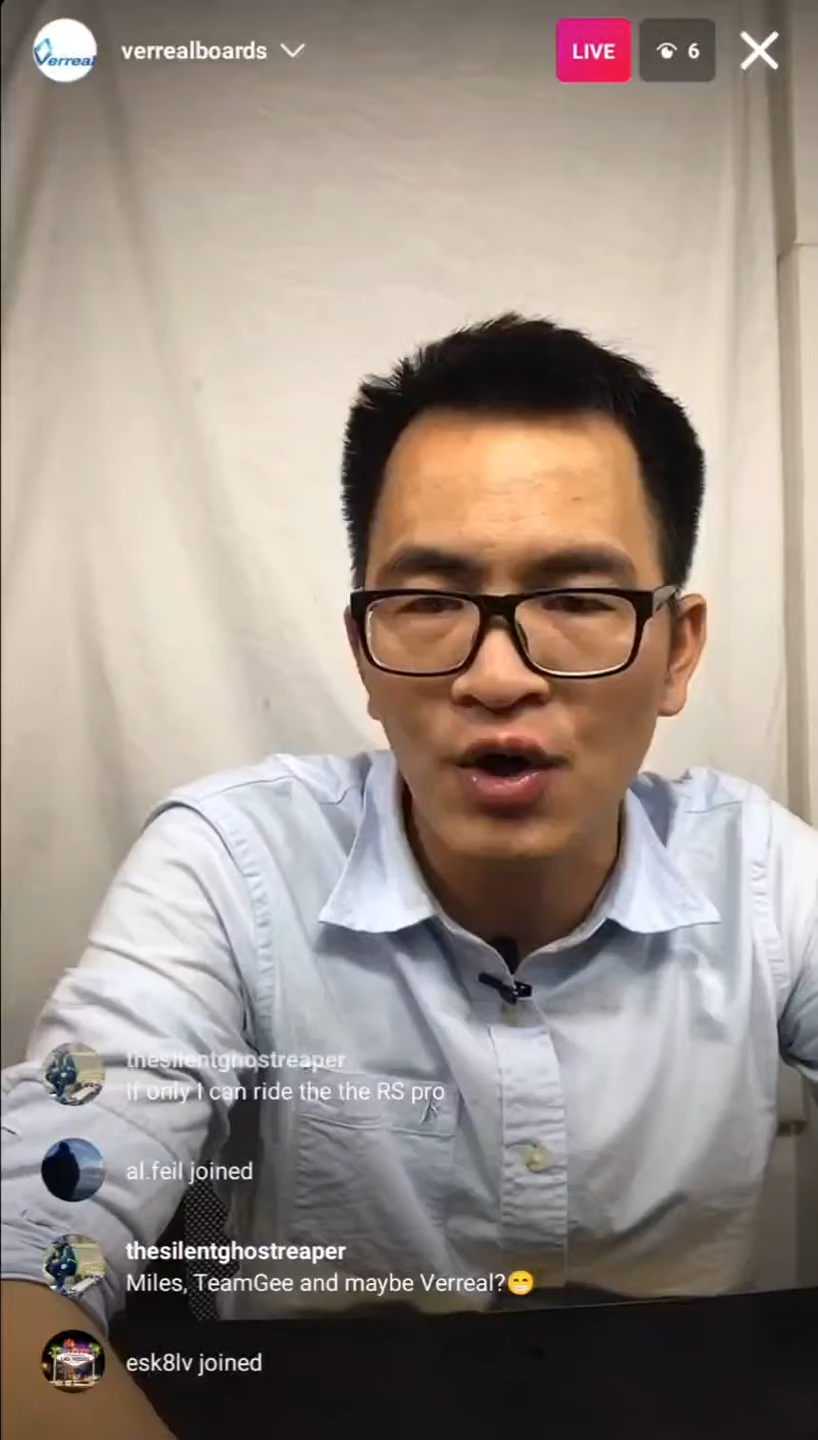 Verreal
verrealboards
LIVE
6
thesilentghostreaper
If only I can ride the the RS pro
al.feil joined
thesilentghostreaper
Miles, TeamGee and maybe Verreal?😁
esk8lv joined